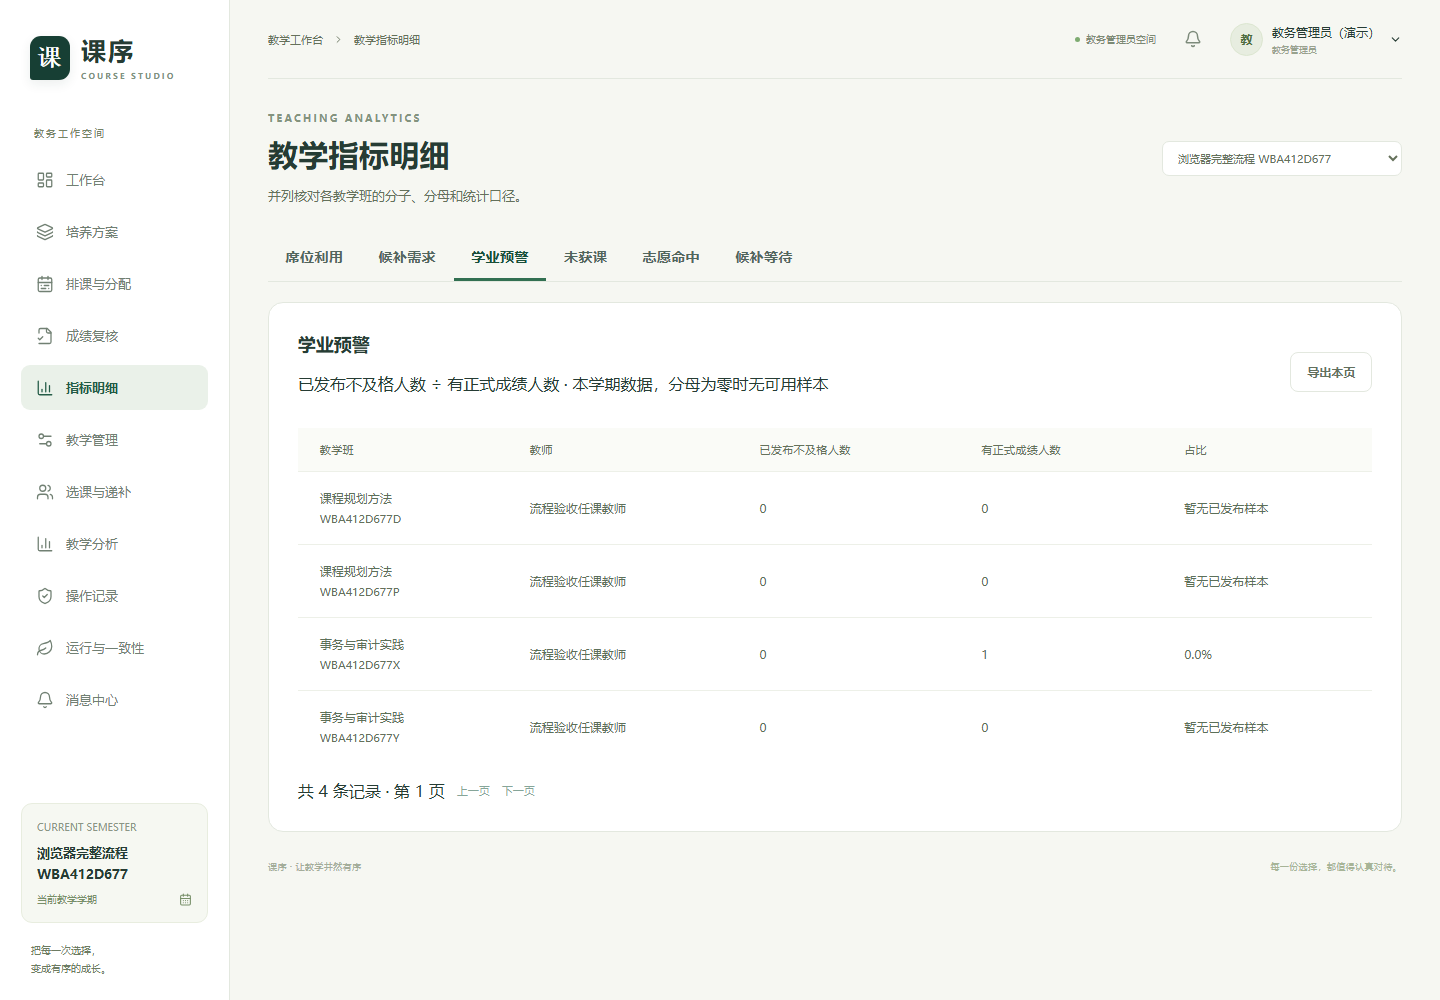 课
课序
COURSE STUDIO
教务工作空间
工作台
培养方案
排课与分配
成绩复核
指标明细
教学管理
选课与递补
教学分析
操作记录
运行与一致性
消息中心
CURRENT SEMESTER
浏览器完整流程
WBA412D677
当前教学学期
把每一次选择，
变成有序的成长。
教学工作台 > 教学指标明细
教务管理员空间
教
教务管理员（演示）
教务管理员
TEACHING ANALYTICS
教学指标明细
并列核对各教学班的分子、分母和统计口径。
浏览器完整流程 WBA412D677
席位利用 候补需求 学业预警 未获课 志愿命中 候补等待
学业预警
已发布不及格人数 ÷ 有正式成绩人数 · 本学期数据，分母为零时无可用样本
导出本页
教学班 教师 已发布不及格人数 有正式成绩人数 占比
课程规划方法
WBA412D677D
流程验收任课教师 0 0 暂无已发布样本
课程规划方法
WBA412D677P
流程验收任课教师 0 0 暂无已发布样本
事务与审计实践
WBA412D677X
流程验收任课教师 0 1 0.0%
事务与审计实践
WBA412D677Y
流程验收任课教师 0 0 暂无已发布样本
共 4 条记录 · 第 1 页 上一页 下一页
课序 · 让教学井然有序
每一份选择，都值得认真对待。